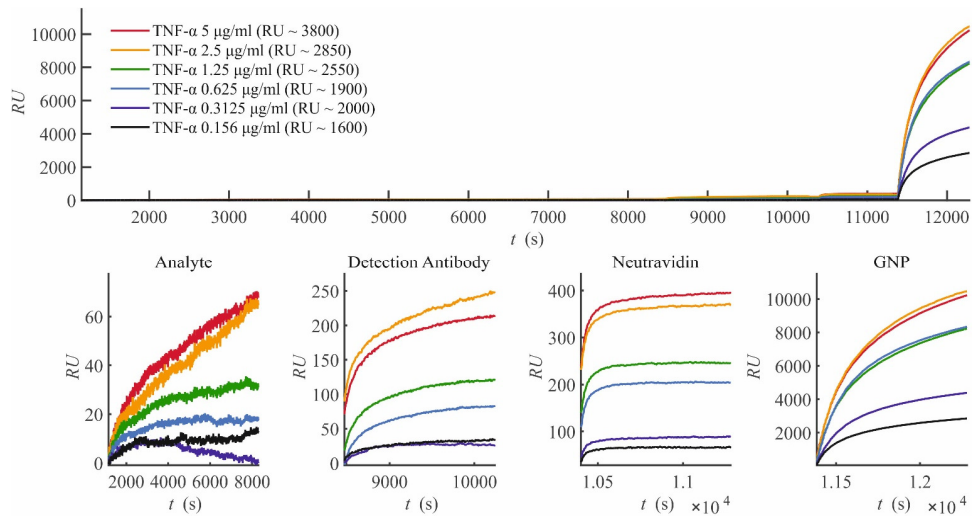 10000
8000
6000
4000
2000
0
RU
TNF-α 5 μg/ml (RU ~ 3800)
TNF-α 2.5 μg/ml (RU ~ 2850)
TNF-α 1.25 μg/ml (RU ~ 2550)
TNF-α 0.625 μg/ml (RU ~ 1900)
TNF-α 0.3125 μg/ml (RU ~ 2000)
TNF-α 0.156 μg/ml (RU ~ 1600)
2000 3000 4000 5000 6000 7000 8000 9000 10000 11000 12000
t (s)
Analyte
60
40
20
0
RU
2000 4000 6000 8000
t (s)
Detection Antibody
250
200
150
100
50
0
RU
9000 10000
t (s)
Neutravidin
400
300
200
100
RU
1.05 1.1
t (s) ×10⁴
GNP
10000
8000
6000
4000
2000
RU
1.15 1.2
t (s) ×10⁴